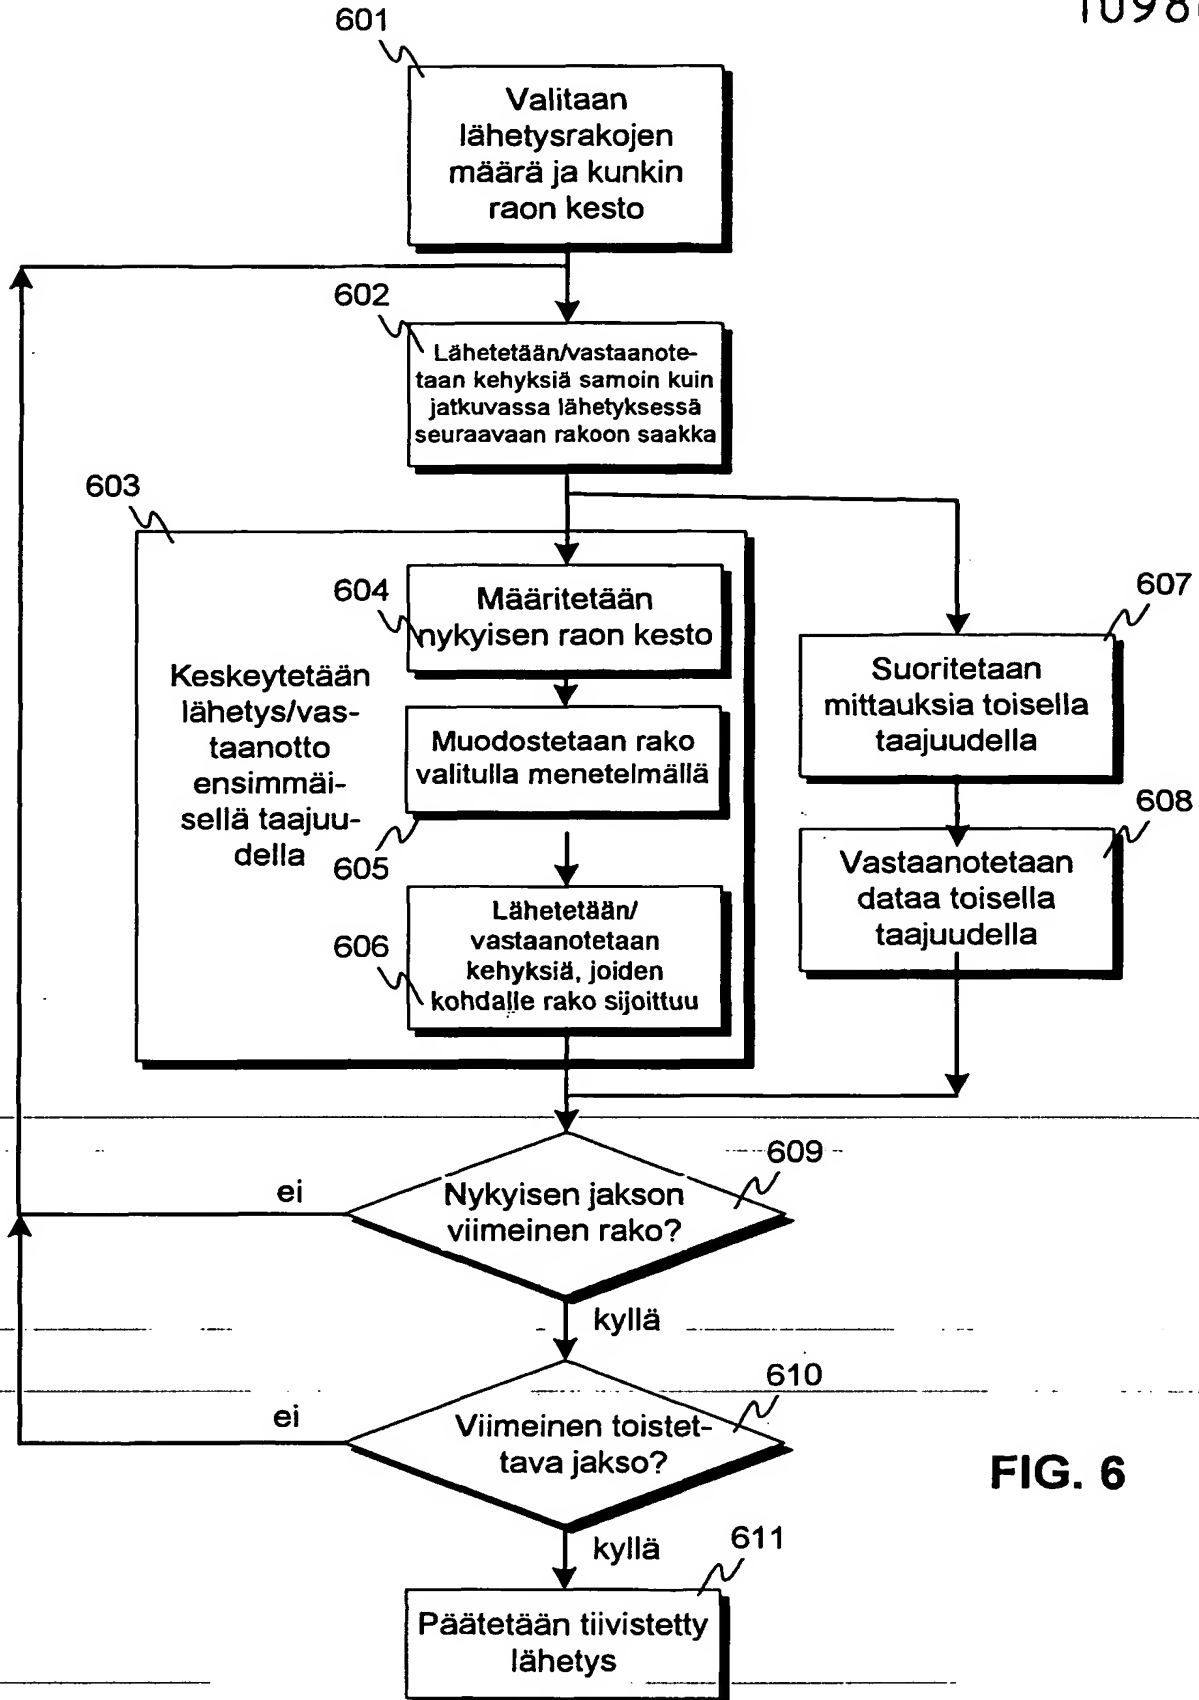 601
Valitaan
lähetysrakojen
määrä ja kunkin
raon kesto
602
Lähetetään/vastaanote-
taan kehyksiä samoin kuin
jatkuvassa lähetyksessä
seuraavaan rakoon saakka
603
Keskeytetään
lähetys/vas-
taanotto
ensimmäi-
sellä taajuu-
della
604
Määritetään
nykyisen raon kesto
Muodostetaan rako
valitulla menetelmällä
605
Lähetetään/
vastaanotetaan
kehyksiä, joiden
kohdalle rako sijoittuu
606
607
Suoritetaan
mittauksia toisella
taajuudella
608
Vastaanotetaan
dataa toisella
taajuudella
609
Nykyisen jakson
viimeinen rako?
ei
kyllä
610
Viimeinen toistet-
tava jakso?
ei
kyllä
611
Päätetään tiivistetty
lähetys
FIG. 6